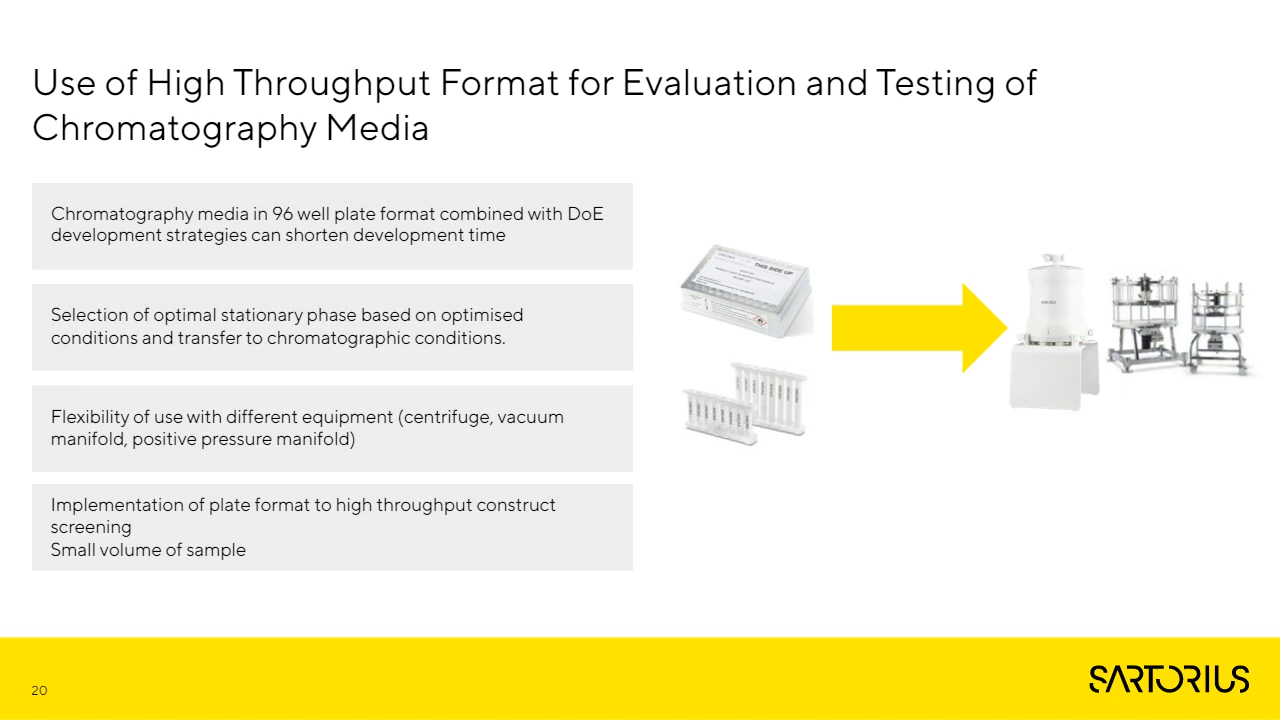 Use of High Throughput Format for Evaluation and Testing of
Chromatography Media
Chromatography media in 96 well plate format combined with DoE
development strategies can shorten development time
Selection of optimal stationary phase based on optimised
conditions and transfer to chromatographic conditions.
Flexibility of use with different equipment (centrifuge, vacuum
manifold, positive pressure manifold)
Implementation of plate format to high throughput construct
screening
Small volume of sample
THIS SIDE UP
20
SARTORIUS